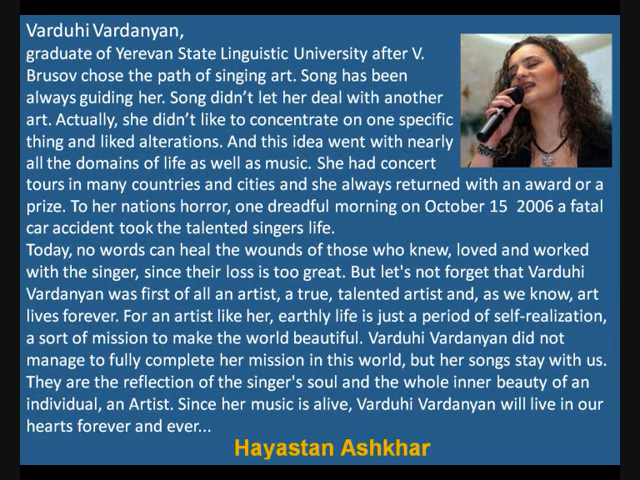 Varduhi Vardanyan,
graduate of Yerevan State Linguistic University after V.
Brusov chose the path of singing art. Song has been
always guiding her. Song didn’t let her deal with another
art. Actually, she didn’t like to concentrate on one specific
thing and liked alterations. And this idea went with nearly
all the domains of life as well as music. She had concert
tours in many countries and cities and she always returned with an award or a
prize. To her nations horror, one dreadful morning on October 15  2006 a fatal
car accident took the talented singers life.
Today, no words can heal the wounds of those who knew, loved and worked
with the singer, since their loss is too great. But let's not forget that Varduhi
Vardanyan was first of all an artist, a true, talented artist and, as we know, art
lives forever. For an artist like her, earthly life is just a period of self-realization,
a sort of mission to make the world beautiful. Varduhi Vardanyan did not
manage to fully complete her mission in this world, but her songs stay with us.
They are the reflection of the singer's soul and the whole inner beauty of an
individual, an Artist. Since her music is alive, Varduhi Vardanyan will live in our
hearts forever and ever...
Hayastan Ashkhar